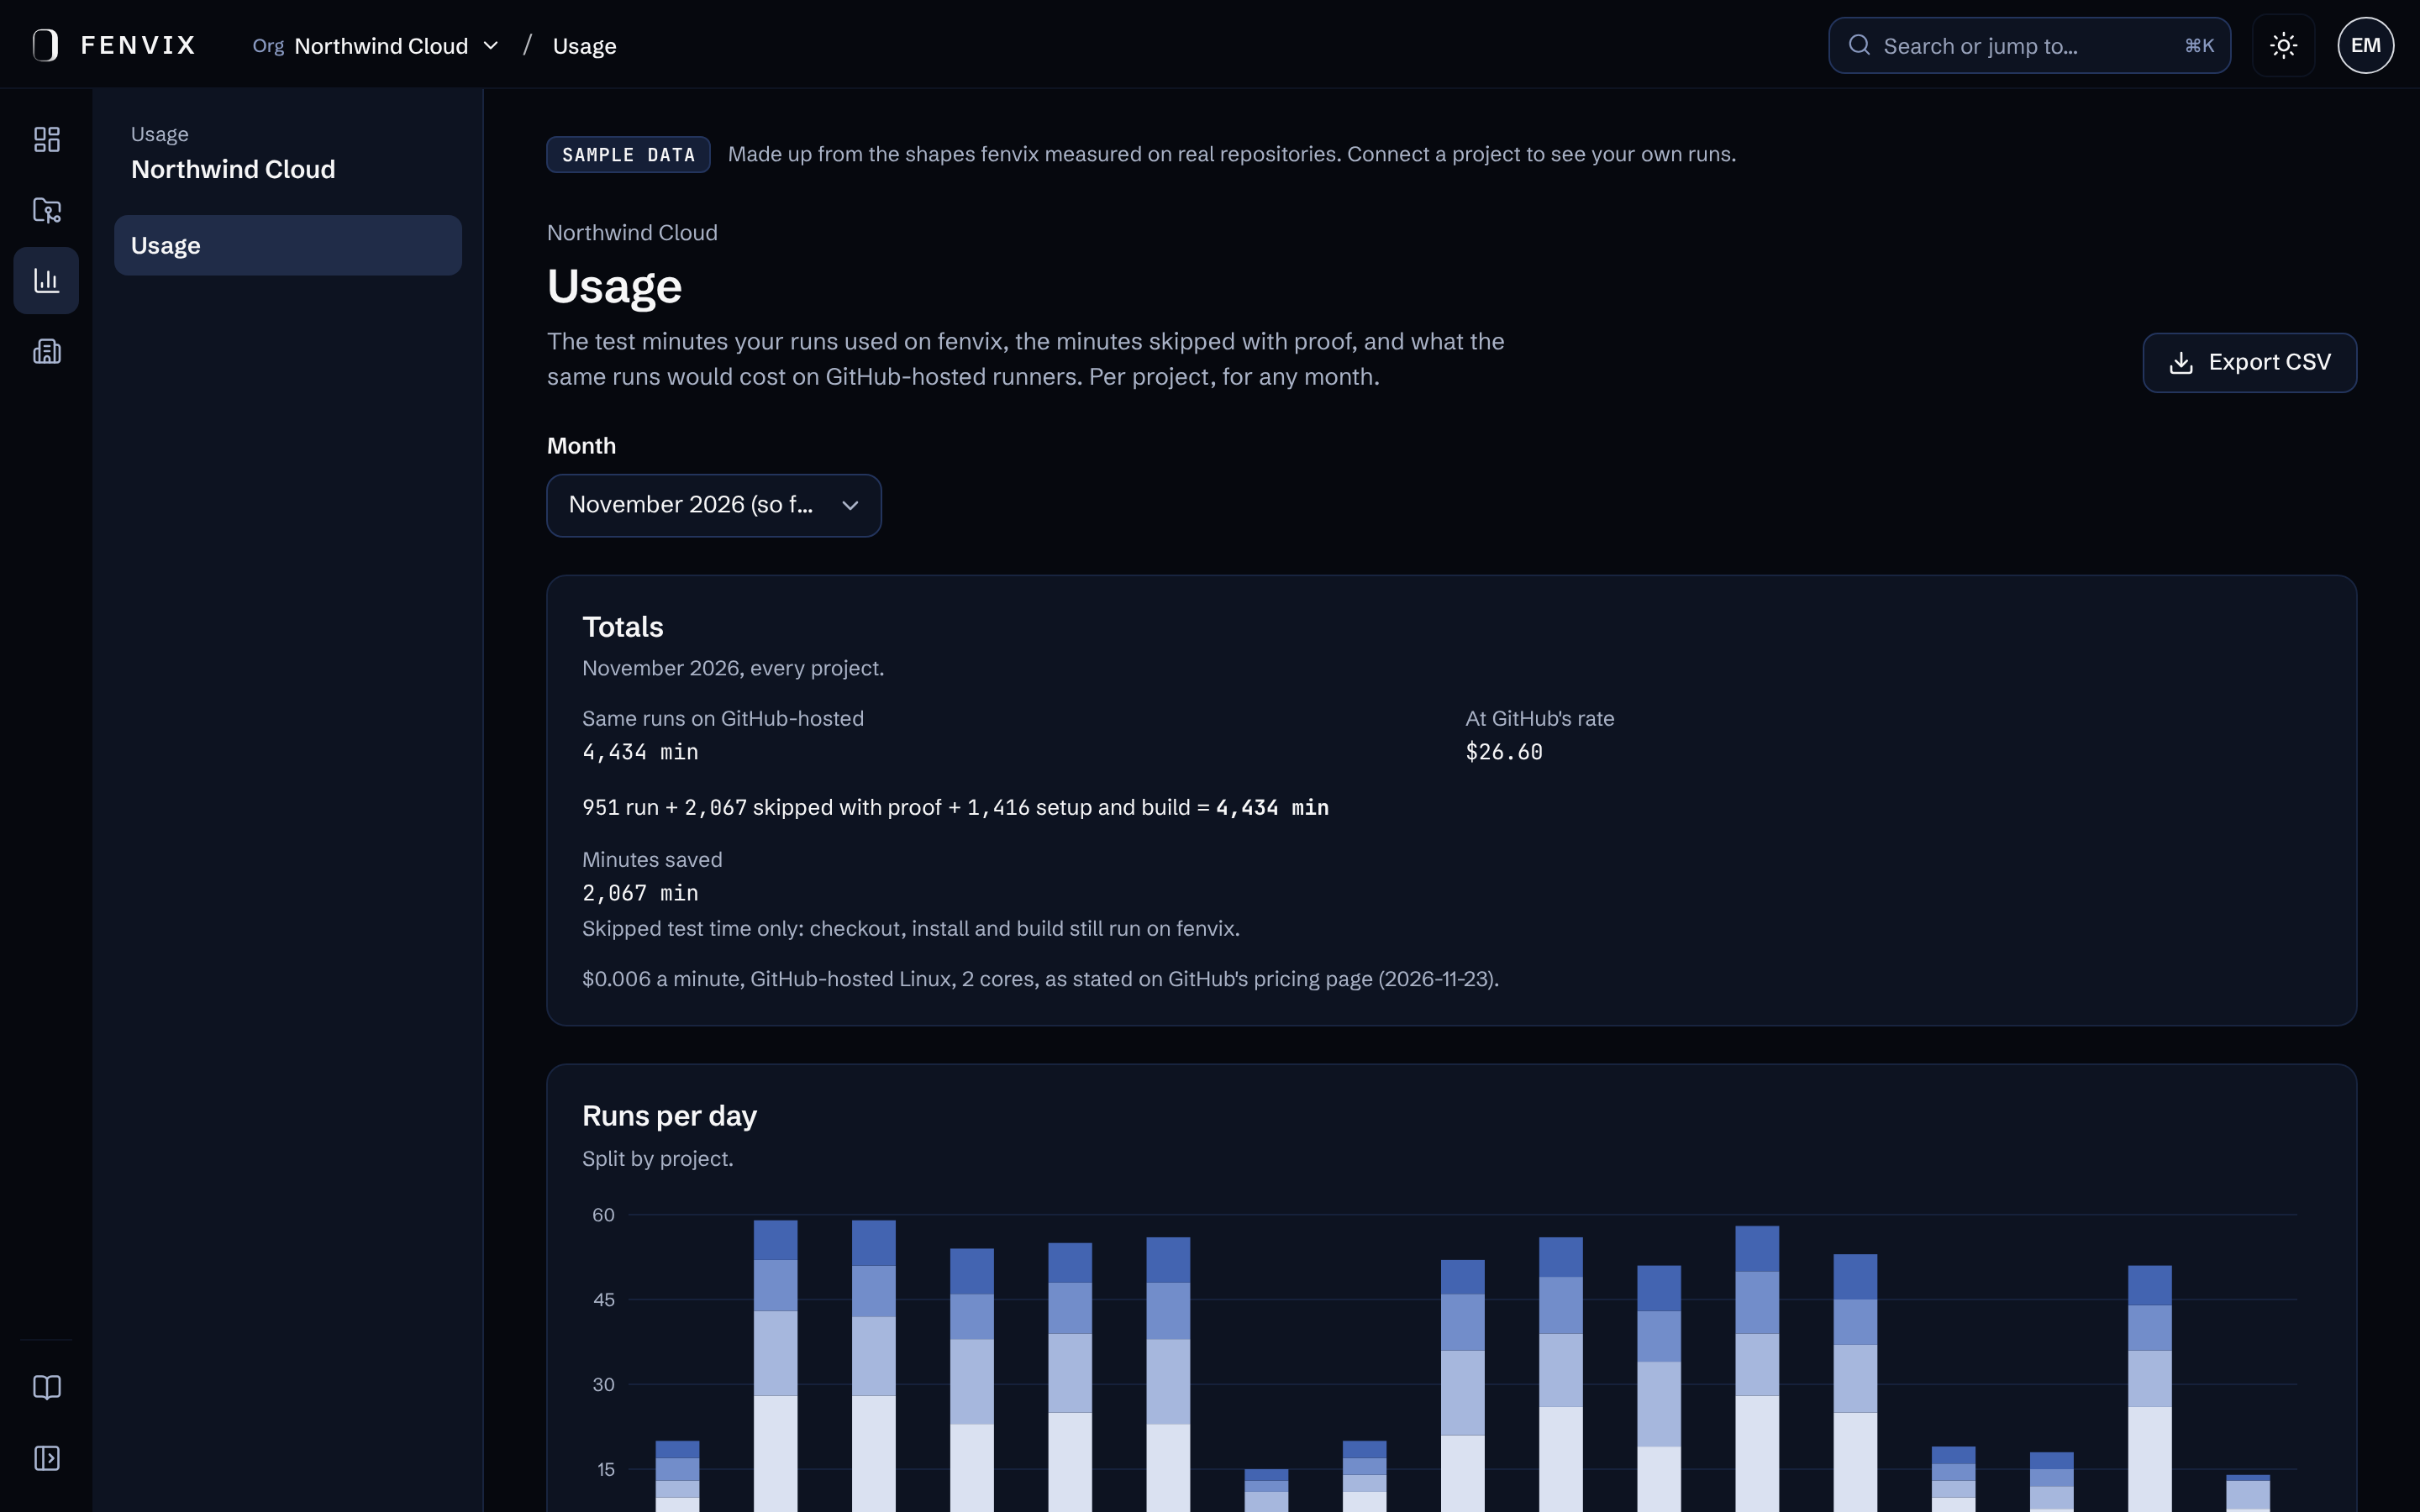 FENVIX Org Northwind Cloud / Usage Search or jump to... ⌘K EM
Usage
Northwind Cloud
Usage
SAMPLE DATA Made up from the shapes fenvix measured on real repositories. Connect a project to see your own runs.
Northwind Cloud
Usage
The test minutes your runs used on fenvix, the minutes skipped with proof, and what the
same runs would cost on GitHub-hosted runners. Per project, for any month.
Export CSV
Month
November 2026 (so f...
Totals
November 2026, every project.
Same runs on GitHub-hosted At GitHub's rate
4,434 min $26.60
951 run + 2,067 skipped with proof + 1,416 setup and build = 4,434 min
Minutes saved
2,067 min
Skipped test time only: checkout, install and build still run on fenvix.
$0.006 a minute, GitHub-hosted Linux, 2 cores, as stated on GitHub's pricing page (2026-11-23).
Runs per day
Split by project.
60
45
30
15